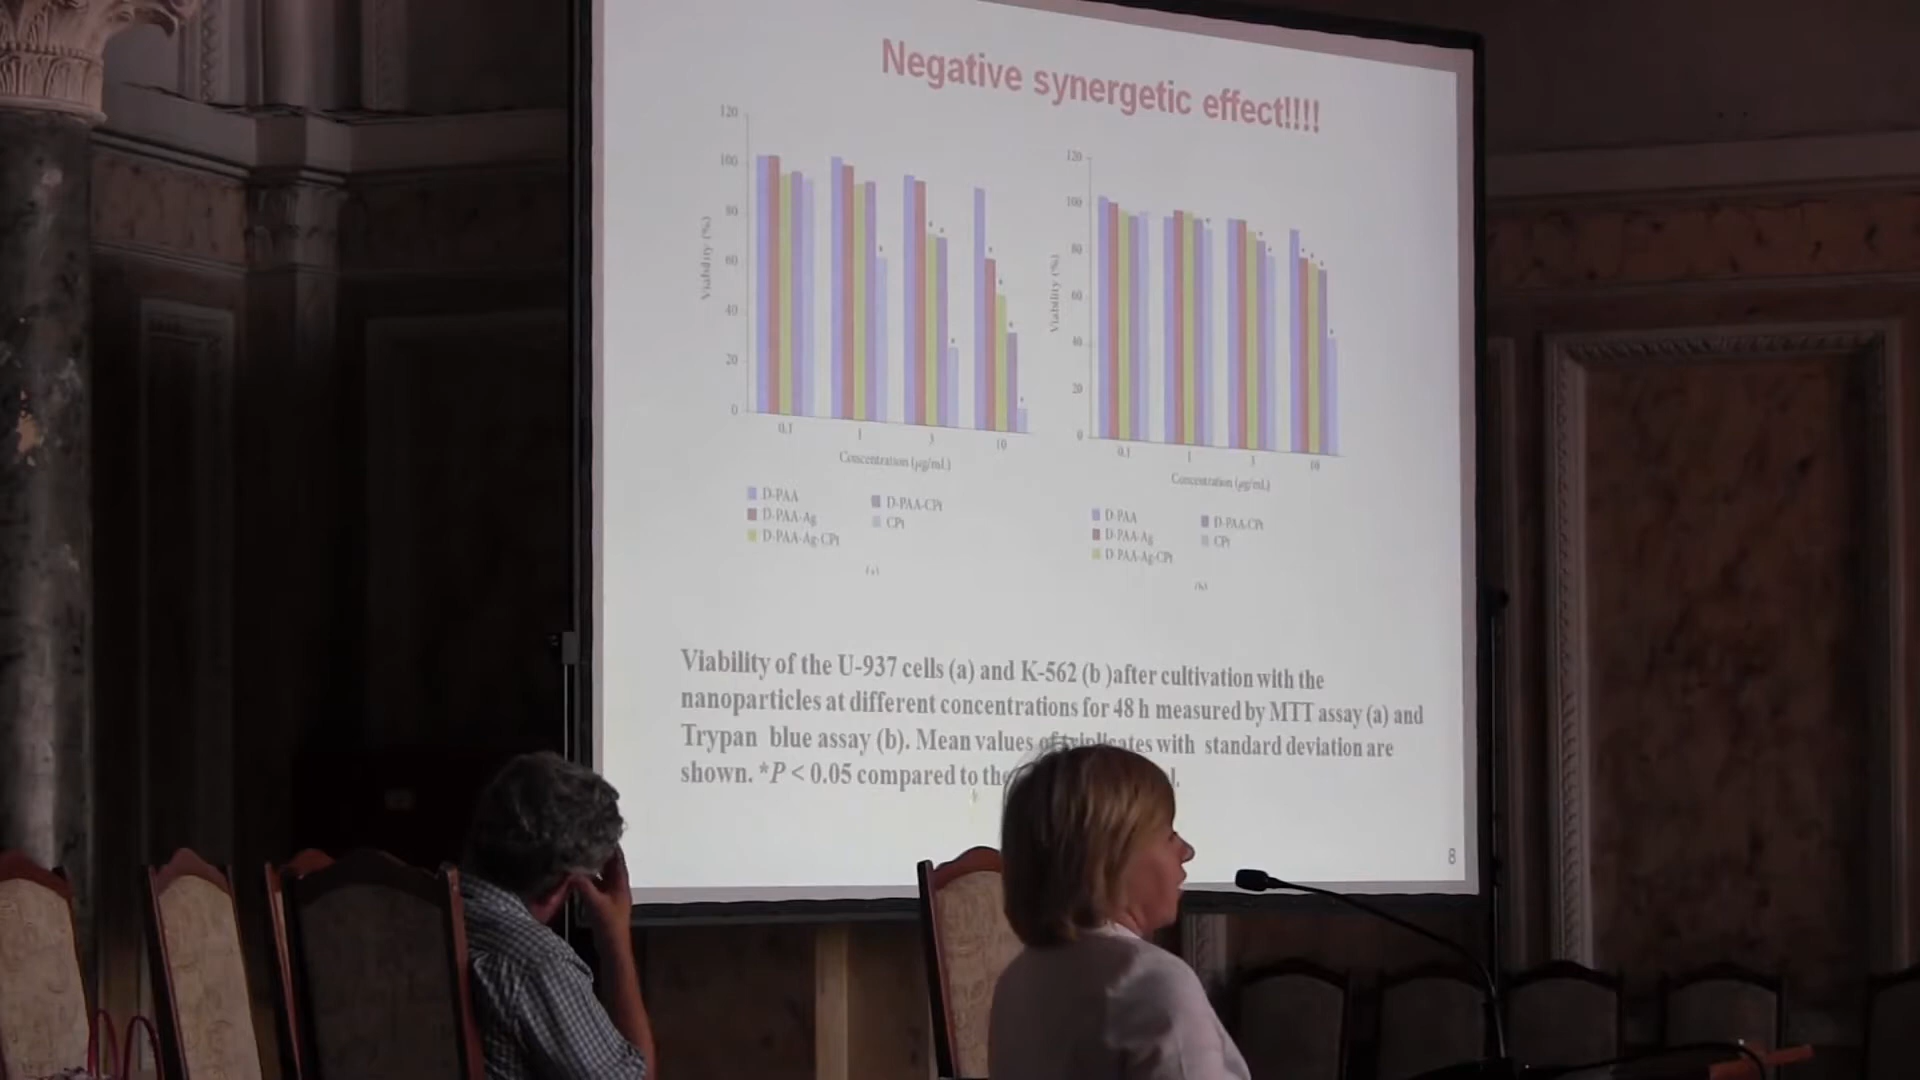 Negative synergetic effect!!!!
120
100
80
60
40
20
0
Viability (%)
0.1
1
3
10
Concentration (μg/mL)
D-PAA
D-PAA-Ag
D-PAA-Ag-CPt
D-PAA-CPt
CPt
(a)
120
100
80
60
40
20
0
Viability (%)
0.1
1
3
10
Concentration (μg/mL)
D-PAA
D-PAA-Ag
D-PAA-Ag-CPt
D-PAA-CPt
CPt
(b)
Viability of the U-937 cells (a) and K-562 (b )after cultivation with the
nanoparticles at different concentrations for 48 h measured by MTT assay (a) and
Trypan blue assay (b). Mean values of triplicates with standard deviation are
shown. *P < 0.05 compared to the
8